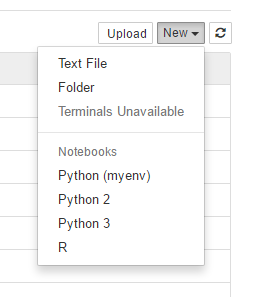 Upload New
Text File
Folder
Terminals Unavailable
Notebooks
Python (myenv)
Python 2
Python 3
R